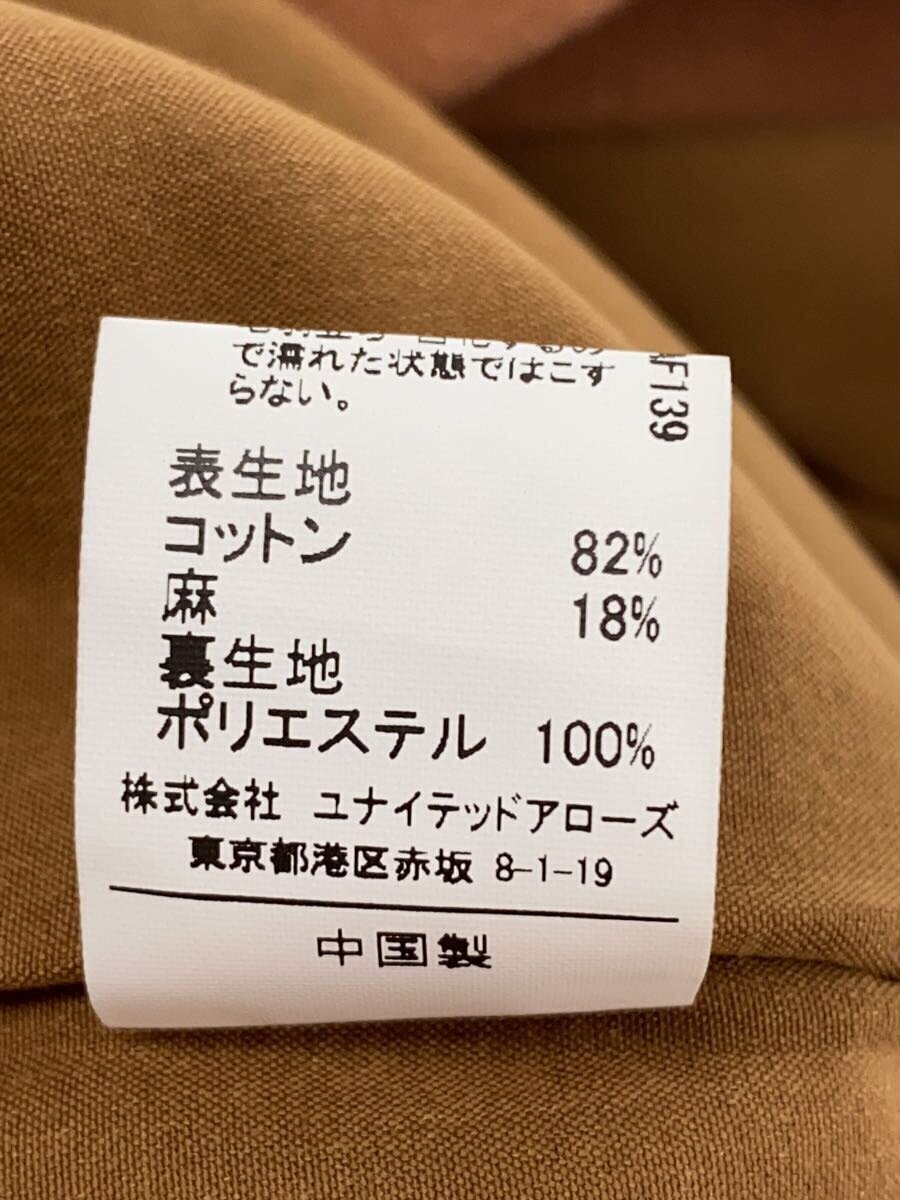 で濡れた状態ではこす
らない。
F139
表生地
コットン 82%
麻 18%
裏生地
ポリエステル 100%
株式会社 ユナイテッドアローズ
東京都港区赤坂 8-1-19
中国製